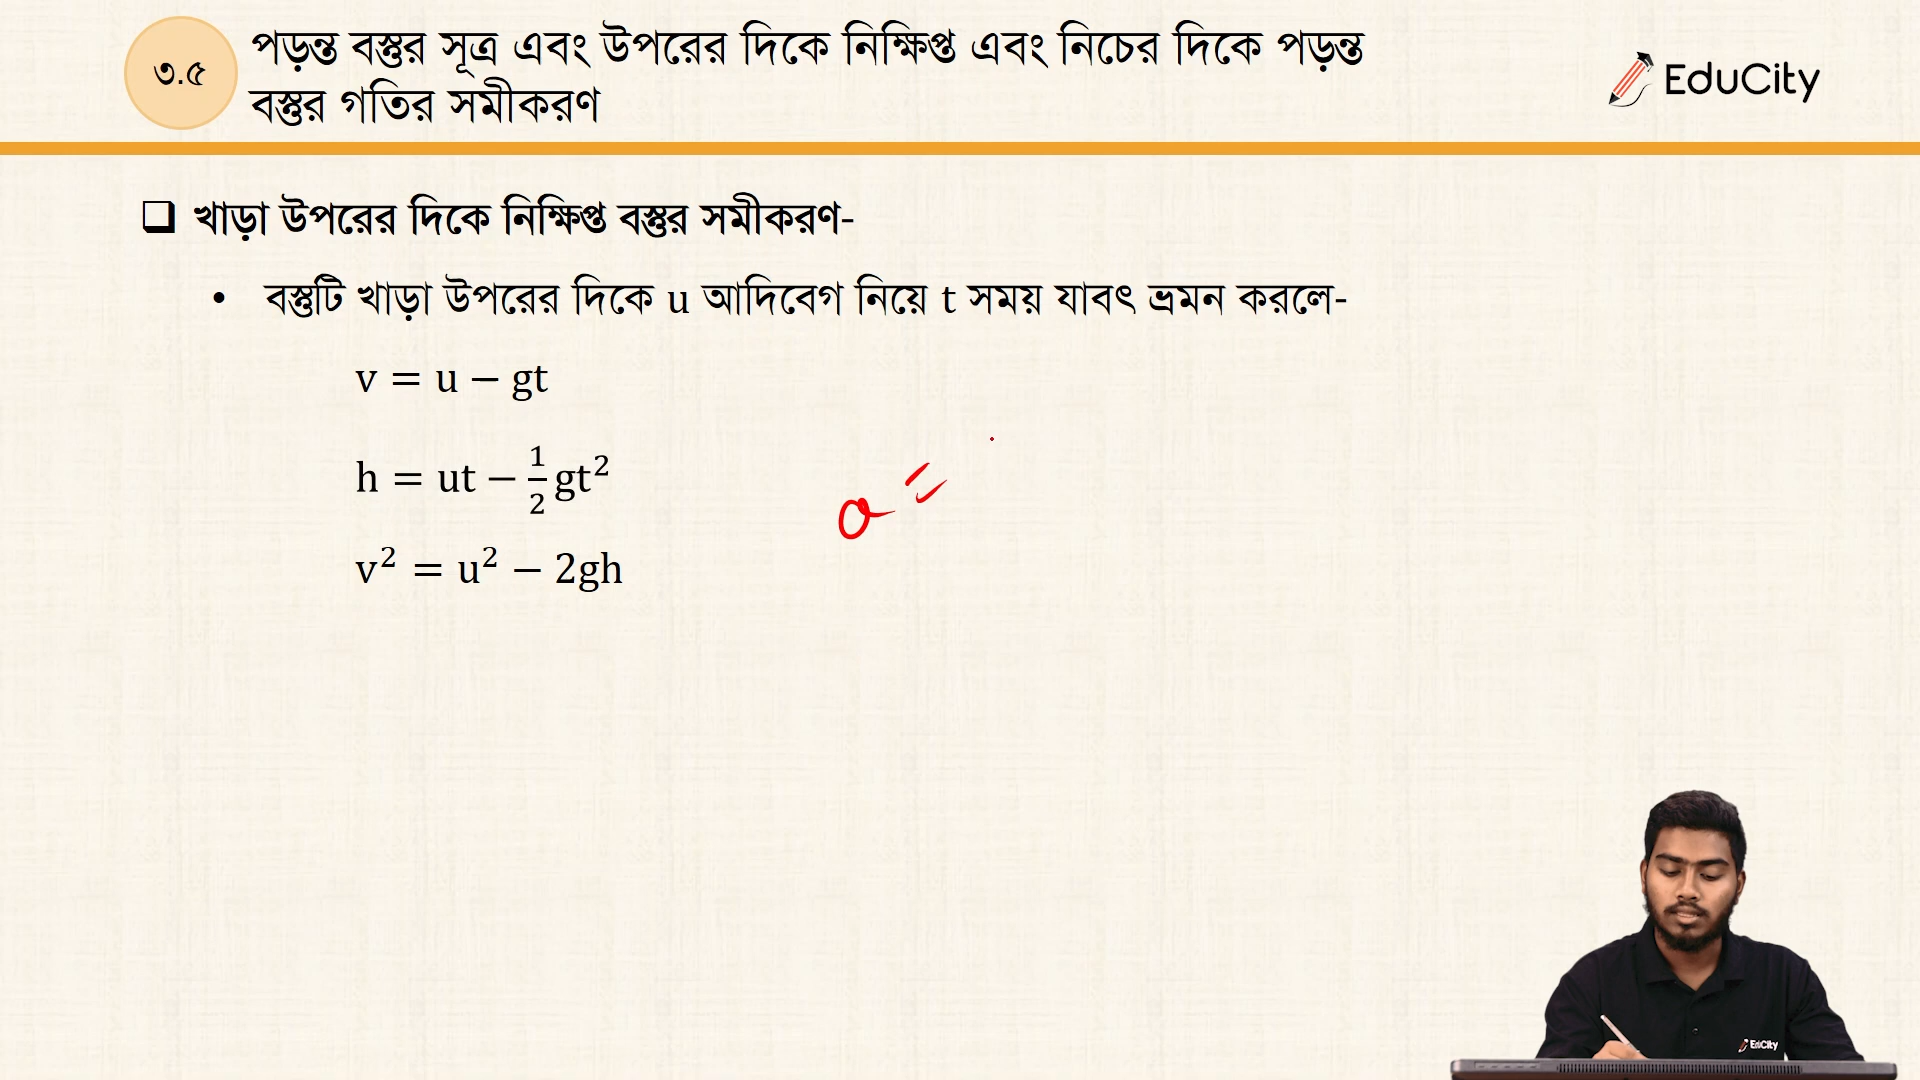 ৩.৫
পড়ন্ত বস্তুর সূত্র এবং উপরের দিকে নিক্ষিপ্ত এবং নিচের দিকে পড়ন্ত
বস্তুর গতির সমীকরণ
EduCity
খাড়া উপরের দিকে নিক্ষিপ্ত বস্তুর সমীকরণ-
• বস্তুটি খাড়া উপরের দিকে u আদিবেগ নিয়ে t সময় যাবৎ ভ্রমন করলে-
v = u − gt
h = ut − 1/2 gt²
a =
v² = u² − 2gh
EduCity